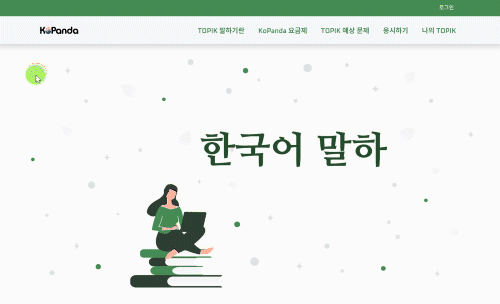 로그인
KoPanda
TOPIK 말하기란
KoPanda 요금제
TOPIK 예상 문제
응시하기
나의 TOPIK
한국어 말하